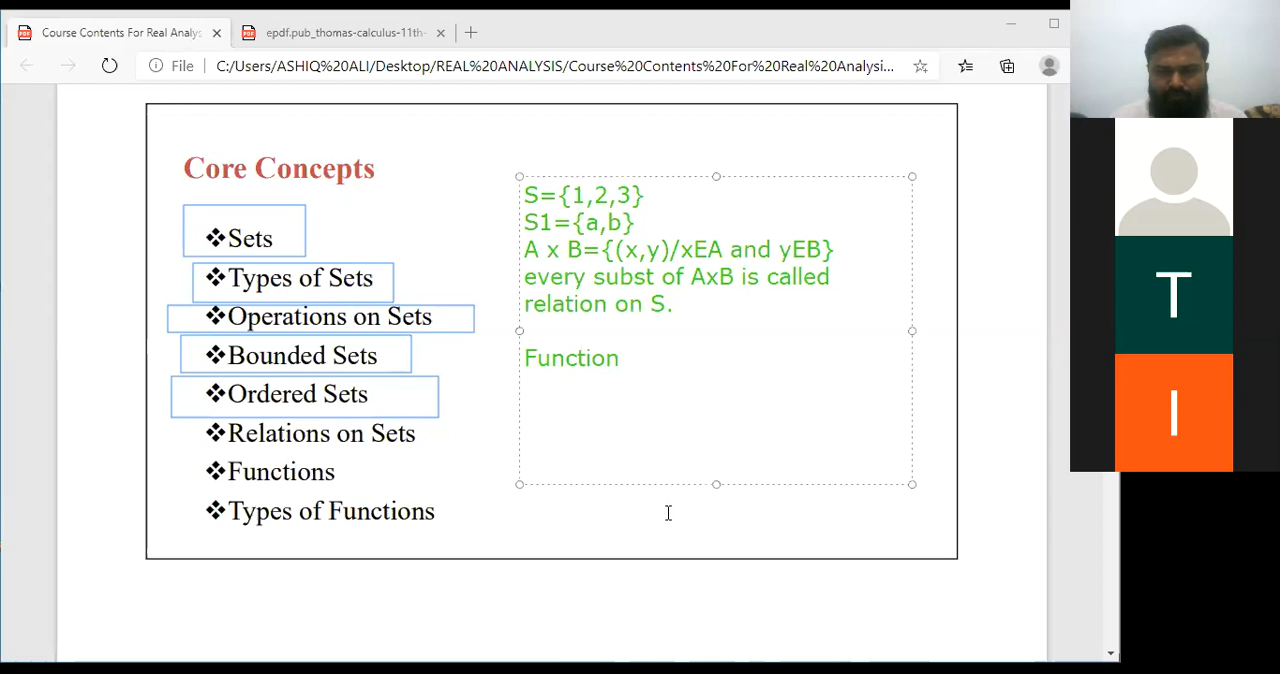 Course Contents For Real Analys
epdf.pub_thomas-calculus-11th-
File
C:/Users/ASHIQ%20ALI/Desktop/REAL%20ANALYSIS/Course%20Contents%20For%20Real%20Analysi...
Core Concepts
❖Sets
❖Types of Sets
❖Operations on Sets
❖Bounded Sets
❖Ordered Sets
❖Relations on Sets
❖Functions
❖Types of Functions
S={1,2,3}
S1={a,b}
A x B={(x,y)/xEA and yEB}
every subst of AxB is called
relation on S.
Function
T
I